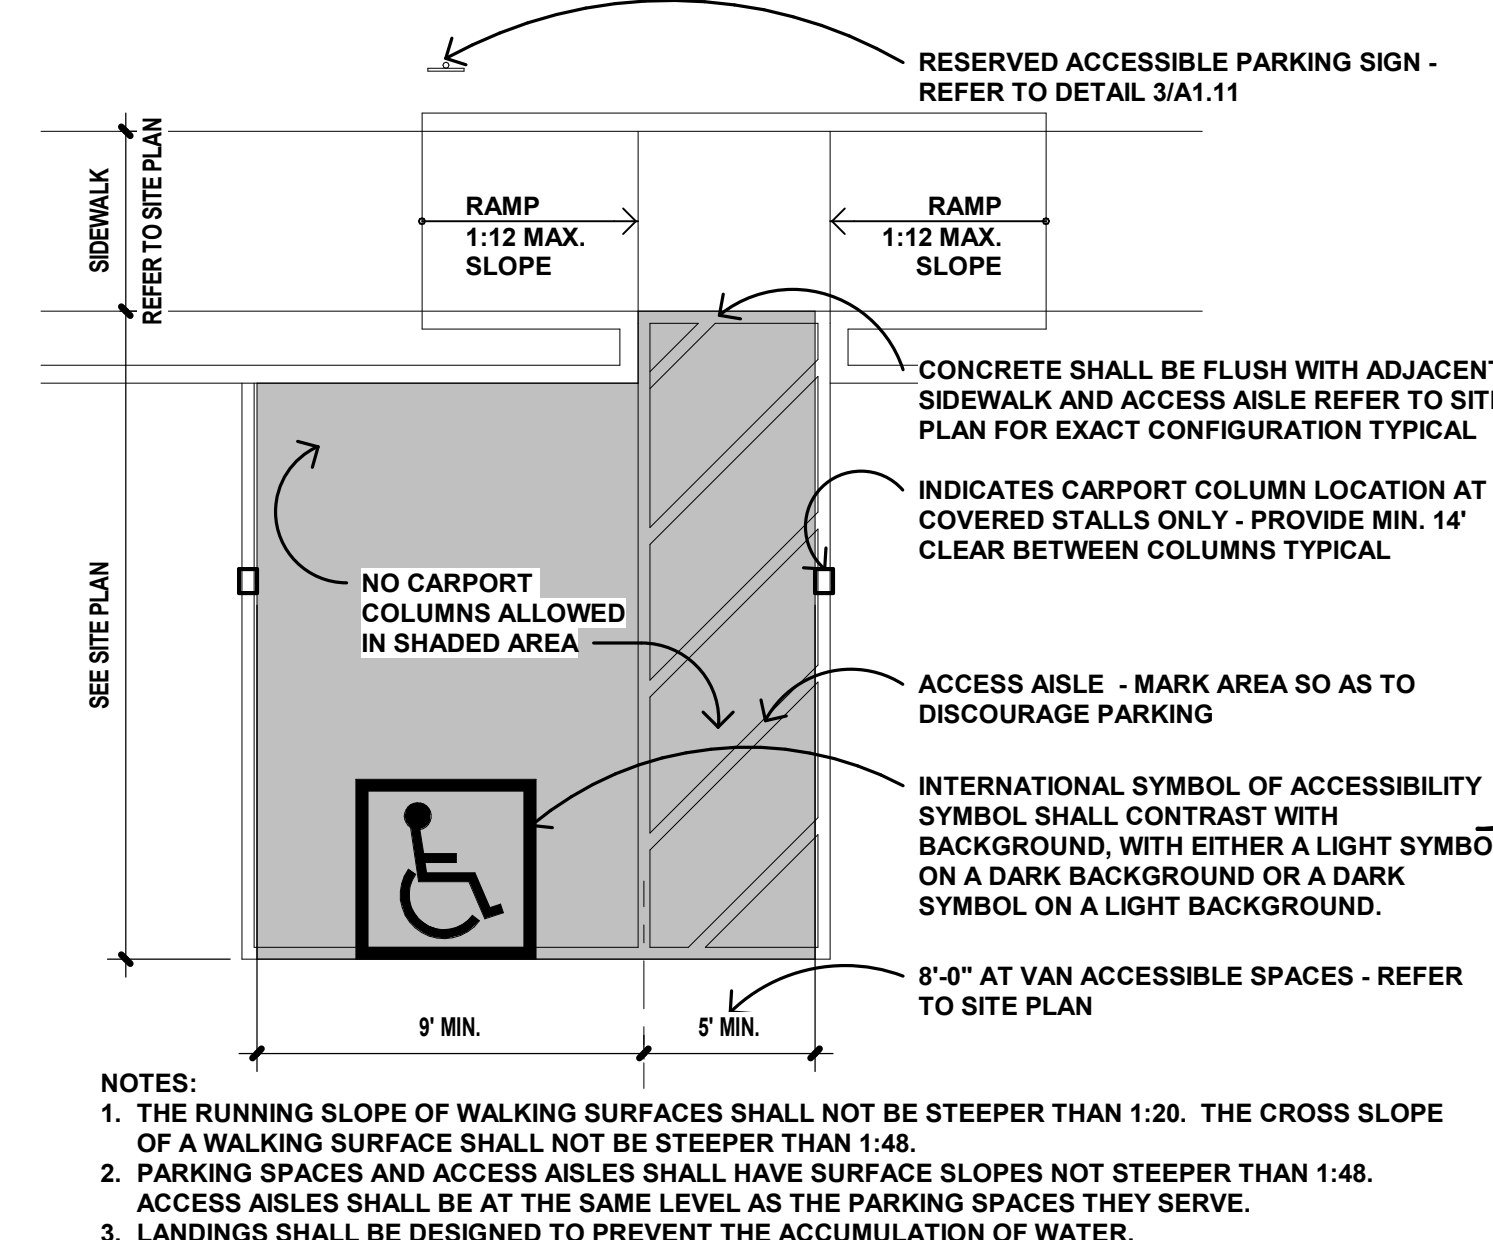 RESERVED ACCESSIBLE PARKING SIGN -
REFER TO DETAIL 3/A1.11
SIDEWALK
REFER TO SITE PLAN
RAMP
1:12 MAX.
SLOPE
RAMP
1:12 MAX.
SLOPE
CONCRETE SHALL BE FLUSH WITH ADJACENT
SIDEWALK AND ACCESS AISLE REFER TO SITE
PLAN FOR EXACT CONFIGURATION TYPICAL
INDICATES CARPORT COLUMN LOCATION AT
COVERED STALLS ONLY - PROVIDE MIN. 14'
CLEAR BETWEEN COLUMNS TYPICAL
NO CARPORT
COLUMNS ALLOWED
IN SHADED AREA
SEE SITE PLAN
ACCESS AISLE - MARK AREA SO AS TO
DISCOURAGE PARKING
INTERNATIONAL SYMBOL OF ACCESSIBILITY
SYMBOL SHALL CONTRAST WITH
BACKGROUND, WITH EITHER A LIGHT SYMBO
ON A DARK BACKGROUND OR A DARK
SYMBOL ON A LIGHT BACKGROUND.
8'-0" AT VAN ACCESSIBLE SPACES - REFER
TO SITE PLAN
9' MIN.
5' MIN.
NOTES:
1. THE RUNNING SLOPE OF WALKING SURFACES SHALL NOT BE STEEPER THAN 1:20. THE CROSS SLOPE
OF A WALKING SURFACE SHALL NOT BE STEEPER THAN 1:48.
2. PARKING SPACES AND ACCESS AISLES SHALL HAVE SURFACE SLOPES NOT STEEPER THAN 1:48.
ACCESS AISLES SHALL BE AT THE SAME LEVEL AS THE PARKING SPACES THEY SERVE.
3. LANDINGS SHALL BE DESIGNED TO PREVENT THE ACCUMULATION OF WATER.